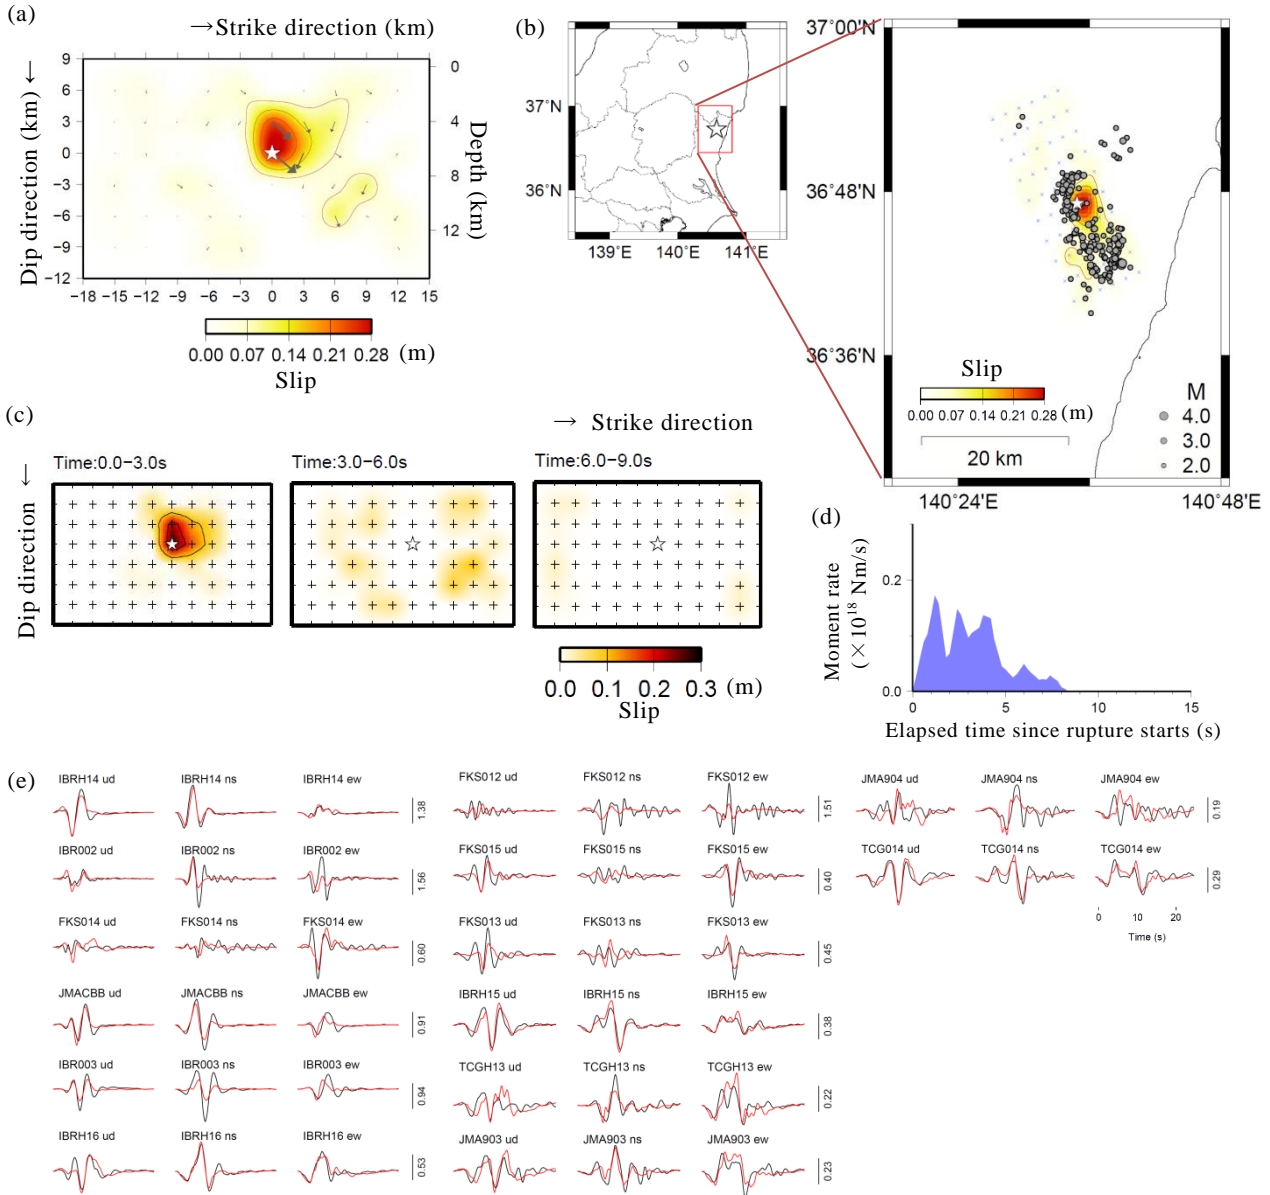 (a)
→Strike direction (km)
Dip direction (km) ←
9
6
3
0
−3
−6
−9
−12
−18 −15 −12 −9 −6 −3 0 3 6 9 12 15
0
4
8
12
Depth (km)
0.00 0.07 0.14 0.21 0.28 (m)
Slip
(b)
37°N
36°N
139°E 140°E 141°E
37°00'N
36°48'N
36°36'N
140°24'E 140°48'E
Slip
0.00 0.07 0.14 0.21 0.28 (m)
20 km
M
4.0
3.0
2.0
(c)
→ Strike direction
Dip direction ←
Time:0.0−3.0s
Time:3.0−6.0s
Time:6.0−9.0s
0.0 0.1 0.2 0.3 (m)
Slip
(d)
Moment rate
(×10¹⁸ Nm/s)
0.2
0.0
0 5 10 15
Elapsed time since rupture starts (s)
(e)
IBRH14 ud IBRH14 ns IBRH14 ew 1.38
IBR002 ud IBR002 ns IBR002 ew 1.56
FKS014 ud FKS014 ns FKS014 ew 0.60
JMACBB ud JMACBB ns JMACBB ew 0.91
IBR003 ud IBR003 ns IBR003 ew 0.94
IBRH16 ud IBRH16 ns IBRH16 ew 0.53
FKS012 ud FKS012 ns FKS012 ew 1.51
FKS015 ud FKS015 ns FKS015 ew 0.40
FKS013 ud FKS013 ns FKS013 ew 0.45
IBRH15 ud IBRH15 ns IBRH15 ew 0.38
TCGH13 ud TCGH13 ns TCGH13 ew 0.22
JMA903 ud JMA903 ns JMA903 ew 0.23
JMA904 ud JMA904 ns JMA904 ew 0.19
TCG014 ud TCG014 ns TCG014 ew 0.29
0 10 20
Time (s)